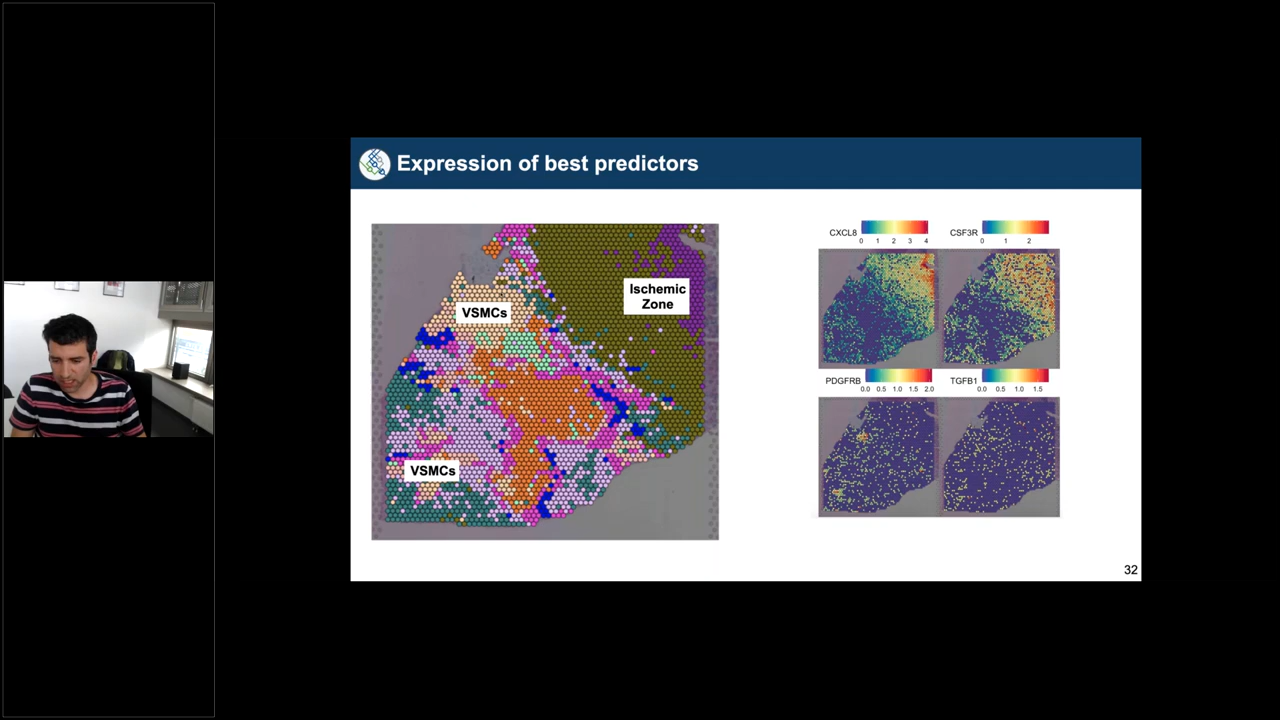 Expression of best predictors
VSMCs
Ischemic
Zone
VSMCs
CXCL8
0 1 2 3 4
CSF3R
0 1 2
PDGFRB
0.0 0.5 1.0 1.5 2.0
TGFB1
0.0 0.5 1.0 1.5
32